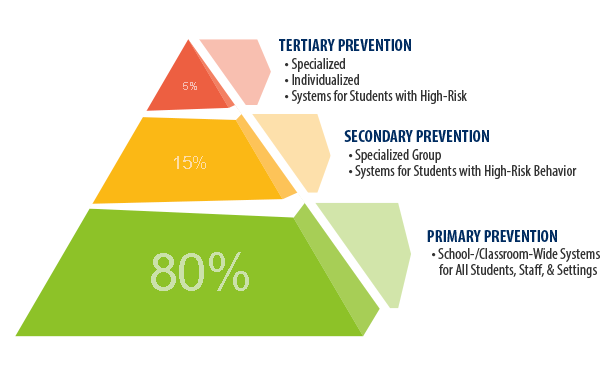 TERTIARY PREVENTION
• Specialized
• Individualized
• Systems for Students with High-Risk
5%
SECONDARY PREVENTION
• Specialized Group
• Systems for Students with High-Risk Behavior
15%
PRIMARY PREVENTION
• School-/Classroom-Wide Systems
for All Students, Staff, & Settings
80%